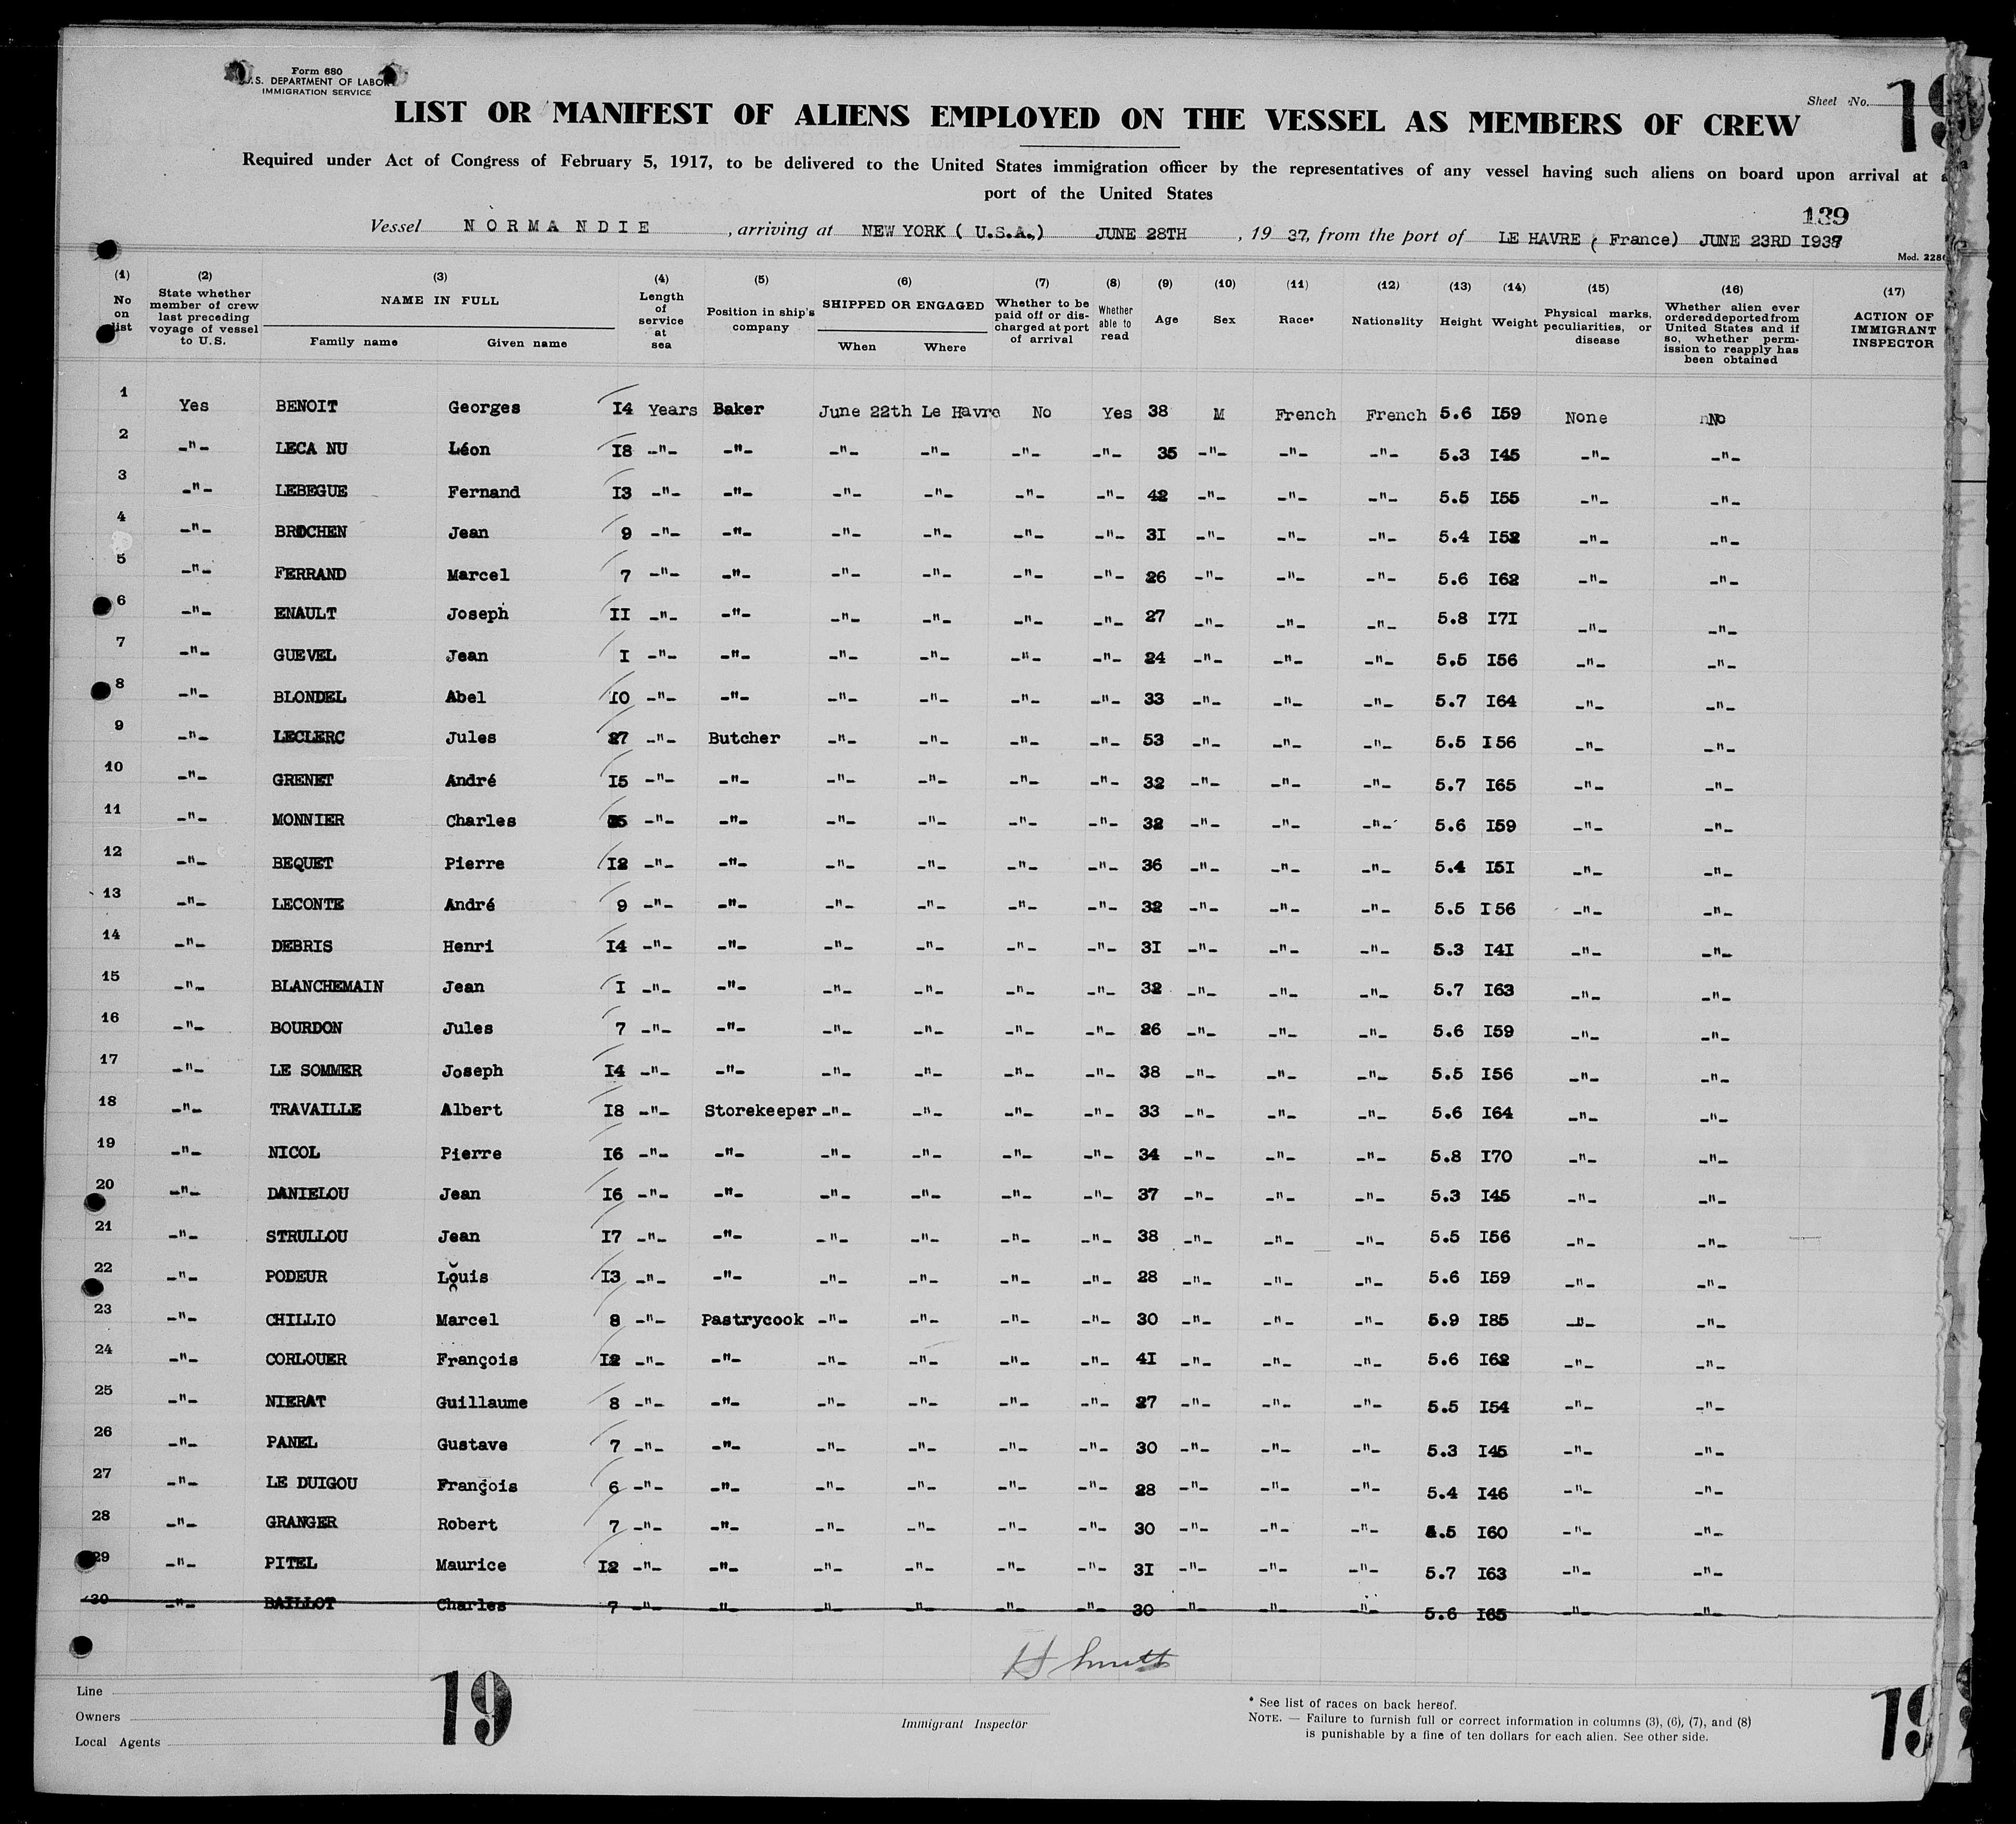 Form 680
U.S. DEPARTMENT OF LABOR
IMMIGRATION SERVICE
Sheet No. 19
LIST OR MANIFEST OF ALIENS EMPLOYED ON THE VESSEL AS MEMBERS OF CREW
Required under Act of Congress of February 5, 1917, to be delivered to the United States immigration officer by the representatives of any vessel having such aliens on board upon arrival at a
port of the United States
139
Vessel NORMANDIE, arriving at NEW YORK ( U.S.A.,) JUNE 28TH, 19 37, from the port of LE HAVRE ( France) JUNE 23RD I937
(1) No on list (2) State whether member of crew last preceding voyage of vessel to U.S. (3) NAME IN FULL Family name Given name (4) Length of service at sea (5) Position in ship's company (6) SHIPPED OR ENGAGED When Where (7) Whether to be paid off or discharged at port of arrival (8) Whether able to read (9) Age (10) Sex (11) Race* (12) Nationality (13) Height (14) Weight (15) Physical marks, peculiarities, or disease (16) Whether alien ever ordered deported from United States and if so, whether permission to reapply has been obtained (17) ACTION OF IMMIGRANT INSPECTOR
1 Yes BENOIT Georges I4 Years Baker June 22th Le Havre No Yes 38 M French French 5.6 I59 None No
2 -"- LECA NU Léon I8 -"- -"- -"- -"- -"- -"- 35 -"- -"- -"- 5.3 I45 -"- -"-
3 -"- LEBEGUE Fernand I3 -"- -"- -"- -"- -"- -"- 42 -"- -"- -"- 5.5 I55 -"- -"-
4 -"- BROCHEN Jean 9 -"- -"- -"- -"- -"- -"- 3I -"- -"- -"- 5.4 I52 -"- -"-
5 -"- FERRAND Marcel 7 -"- -"- -"- -"- -"- -"- 26 -"- -"- -"- 5.6 I62 -"- -"-
6 -"- ENAULT Joseph II -"- -"- -"- -"- -"- -"- 27 -"- -"- -"- 5.8 I7I -"- -"-
7 -"- GUEVEL Jean I -"- -"- -"- -"- -"- -"- 24 -"- -"- -"- 5.5 I56 -"- -"-
8 -"- BLONDEL Abel I0 -"- -"- -"- -"- -"- -"- 33 -"- -"- -"- 5.7 I64 -"- -"-
9 -"- LECLERC Jules 27 -"- Butcher -"- -"- -"- -"- 53 -"- -"- -"- 5.5 I56 -"- -"-
10 -"- GRENET André I5 -"- -"- -"- -"- -"- -"- 32 -"- -"- -"- 5.7 I65 -"- -"-
11 -"- MONNIER Charles -"- -"- -"- -"- -"- -"- 32 -"- -"- -"- 5.6 I59 -"- -"-
12 -"- BEQUET Pierre I2 -"- -"- -"- -"- -"- -"- 36 -"- -"- -"- 5.4 I5I -"- -"-
13 -"- LECONTE André 9 -"- -"- -"- -"- -"- -"- 32 -"- -"- -"- 5.5 I56 -"- -"-
14 -"- DEBRIS Henri I4 -"- -"- -"- -"- -"- -"- 3I -"- -"- -"- 5.3 I4I -"- -"-
15 -"- BLANCHEMAIN Jean I -"- -"- -"- -"- -"- -"- 32 -"- -"- -"- 5.7 I63 -"- -"-
16 -"- BOURDON Jules 7 -"- -"- -"- -"- -"- -"- 26 -"- -"- -"- 5.6 I59 -"- -"-
17 -"- LE SOMMER Joseph I4 -"- -"- -"- -"- -"- -"- 38 -"- -"- -"- 5.5 I56 -"- -"-
18 -"- TRAVAILLE Albert I8 -"- Storekeeper -"- -"- -"- -"- 33 -"- -"- -"- 5.6 I64 -"- -"-
19 -"- NICOL Pierre I6 -"- -"- -"- -"- -"- -"- 34 -"- -"- -"- 5.8 I70 -"- -"-
20 -"- DANIELOU Jean I6 -"- -"- -"- -"- -"- -"- 37 -"- -"- -"- 5.3 I45 -"- -"-
21 -"- STRULLOU Jean I7 -"- -"- -"- -"- -"- -"- 38 -"- -"- -"- 5.5 I56 -"- -"-
22 -"- PODEUR Louis I3 -"- -"- -"- -"- -"- -"- 28 -"- -"- -"- 5.6 I59 -"- -"-
23 -"- CHILLIO Marcel 8 -"- Pastrycook -"- -"- -"- -"- 30 -"- -"- -"- 5.9 I85 -"- -"-
24 -"- CORLOUER François I2 -"- -"- -"- -"- -"- -"- 4I -"- -"- -"- 5.6 I62 -"- -"-
25 -"- NIERAT Guillaume 8 -"- -"- -"- -"- -"- -"- 27 -"- -"- -"- 5.5 I54 -"- -"-
26 -"- PANEL Gustave 7 -"- -"- -"- -"- -"- -"- 30 -"- -"- -"- 5.3 I45 -"- -"-
27 -"- LE DUIGOU François 6 -"- -"- -"- -"- -"- -"- 28 -"- -"- -"- 5.4 I46 -"- -"-
28 -"- GRANGER Robert 7 -"- -"- -"- -"- -"- -"- 30 -"- -"- -"- 5.5 I60 -"- -"-
29 -"- PITEL Maurice I2 -"- -"- -"- -"- -"- -"- 3I -"- -"- -"- 5.7 I63 -"- -"-
30 -"- BAILLOT Charles 7 -"- -"- -"- -"- -"- -"- 30 -"- -"- -"- 5.6 I65 -"- -"-
Line
Owners
Local Agents
19
Immigrant Inspector
* See list of races on back hereof.
NOTE. — Failure to furnish full or correct information in columns (3), (6), (7), and (8)
is punishable by a fine of ten dollars for each alien. See other side.
19